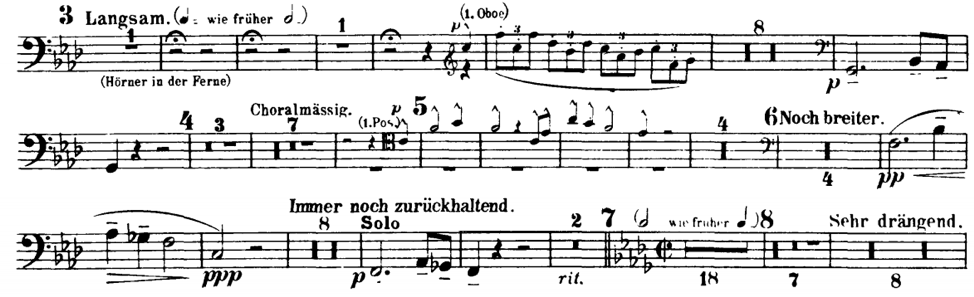 3 Langsam. (𝅗𝅥. wie früher 𝅗𝅥.) 1 1 p (1. Oboe) 3 3 3 3 8
(Hörner in der Ferne) p
4 3 Choralmässig. 7 (1.Pos.) p 5 4 6 Noch breiter.
4 pp
Immer noch zurückhaltend.
8 Solo 2 7 (𝅗𝅥 wie früher 𝅘𝅥.) 8 Sehr drängend.
ppp p rit. 18 7 8